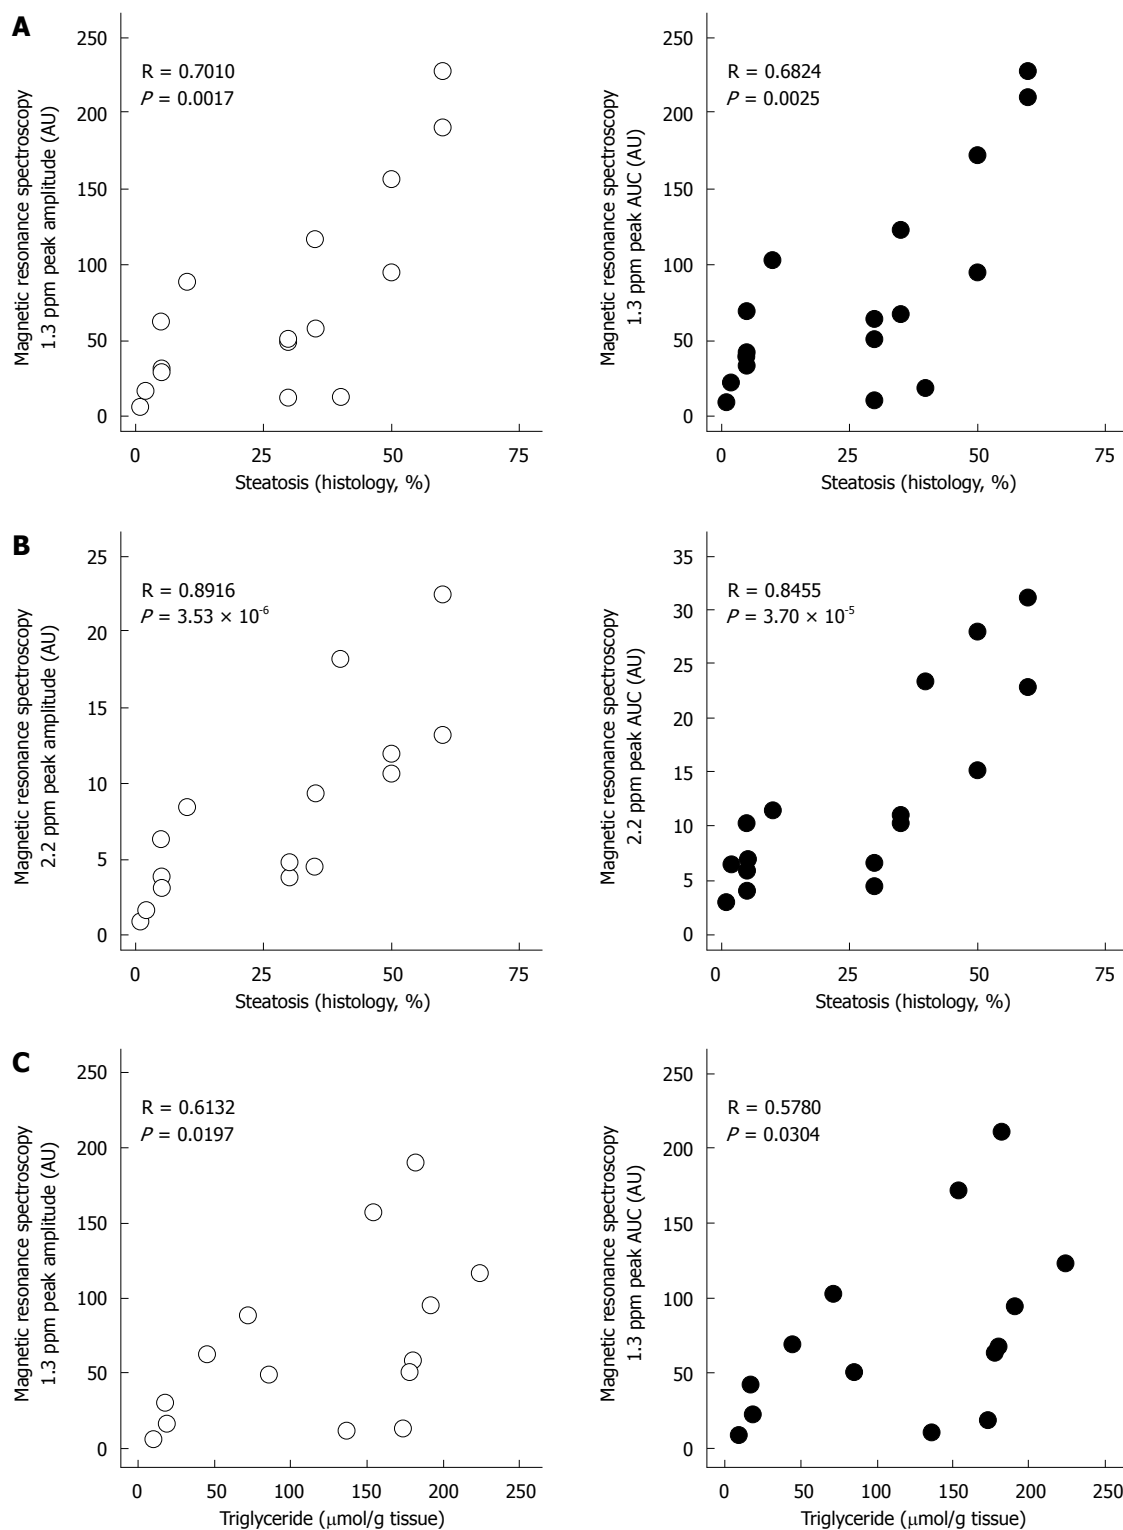 A
Magnetic resonance spectroscopy
1.3 ppm peak amplitude (AU)
250
200
150
100
50
0
R = 0.7010
P = 0.0017
0 25 50 75
Steatosis (histology, %)
Magnetic resonance spectroscopy
1.3 ppm peak AUC (AU)
250
200
150
100
50
0
R = 0.6824
P = 0.0025
0 25 50 75
Steatosis (histology, %)
B
Magnetic resonance spectroscopy
2.2 ppm peak amplitude (AU)
25
20
15
10
5
0
R = 0.8916
P = 3.53 × 10⁻⁶
0 25 50 75
Steatosis (histology, %)
Magnetic resonance spectroscopy
2.2 ppm peak AUC (AU)
35
30
25
20
15
10
5
0
R = 0.8455
P = 3.70 × 10⁻⁵
0 25 50 75
Steatosis (histology, %)
C
Magnetic resonance spectroscopy
1.3 ppm peak amplitude (AU)
250
200
150
100
50
0
R = 0.6132
P = 0.0197
0 50 100 150 200 250
Triglyceride (μmol/g tissue)
Magnetic resonance spectroscopy
1.3 ppm peak AUC (AU)
250
200
150
100
50
0
R = 0.5780
P = 0.0304
0 50 100 150 200 250
Triglyceride (μmol/g tissue)